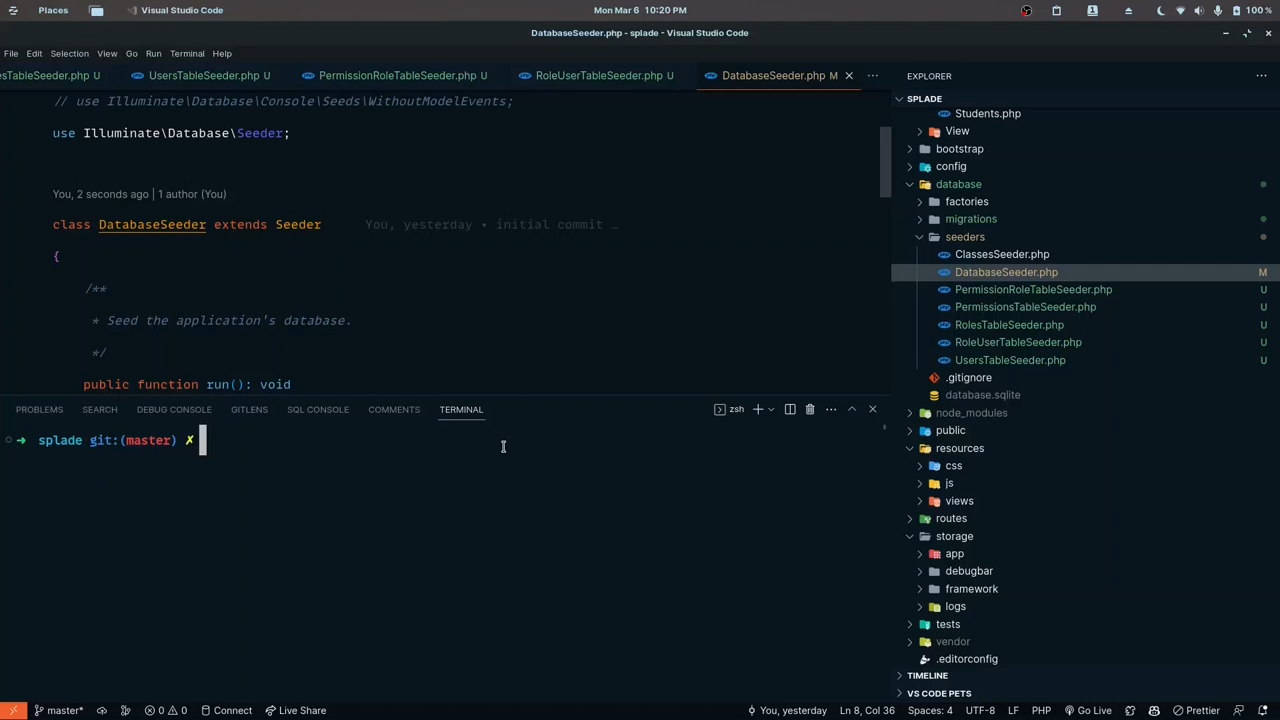 Places
Visual Studio Code
Mon Mar 6 10:20 PM
100 %
DatabaseSeeder.php - splade - Visual Studio Code
File Edit Selection View Go Run Terminal Help
esTableSeeder.php U
UsersTableSeeder.php U
PermissionRoleTableSeeder.php U
RoleUserTableSeeder.php U
DatabaseSeeder.php M
// use Illuminate\Database\Console\Seeds\WithoutModelEvents;
use Illuminate\Database\Seeder;
You, 2 seconds ago | 1 author (You)
class DatabaseSeeder extends Seeder You, yesterday • initial commit …
{
/**
* Seed the application's database.
*/
public function run(): void
PROBLEMS SEARCH DEBUG CONSOLE GITLENS SQL CONSOLE COMMENTS TERMINAL
zsh
➜ splade git:(master) ✗
EXPLORER
SPLADE
Students.php
View
bootstrap
config
database
factories
migrations
seeders
ClassesSeeder.php
DatabaseSeeder.php M
PermissionRoleTableSeeder.php U
PermissionsTableSeeder.php U
RolesTableSeeder.php U
RoleUserTableSeeder.php U
UsersTableSeeder.php U
.gitignore
database.sqlite
node_modules
public
resources
css
js
views
routes
storage
app
debugbar
framework
logs
tests
vendor
.editorconfig
TIMELINE
VS CODE PETS
master* 0 0 Connect Live Share You, yesterday Ln 8, Col 36 Spaces: 4 UTF-8 LF PHP Go Live Prettier